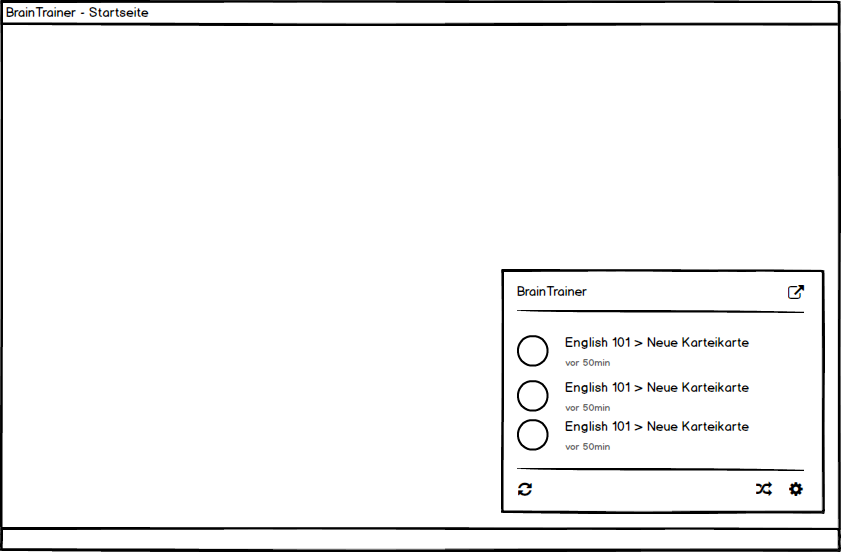 BrainTrainer - Startseite
BrainTrainer
English 101 > Neue Karteikarte
vor 50min
English 101 > Neue Karteikarte
vor 50min
English 101 > Neue Karteikarte
vor 50min